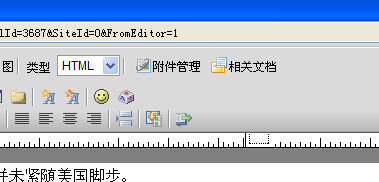 lId=3687&SiteId=0&FromEditor=1
图 类型 HTML 附件管理 相关文档
未紧随美国脚步。